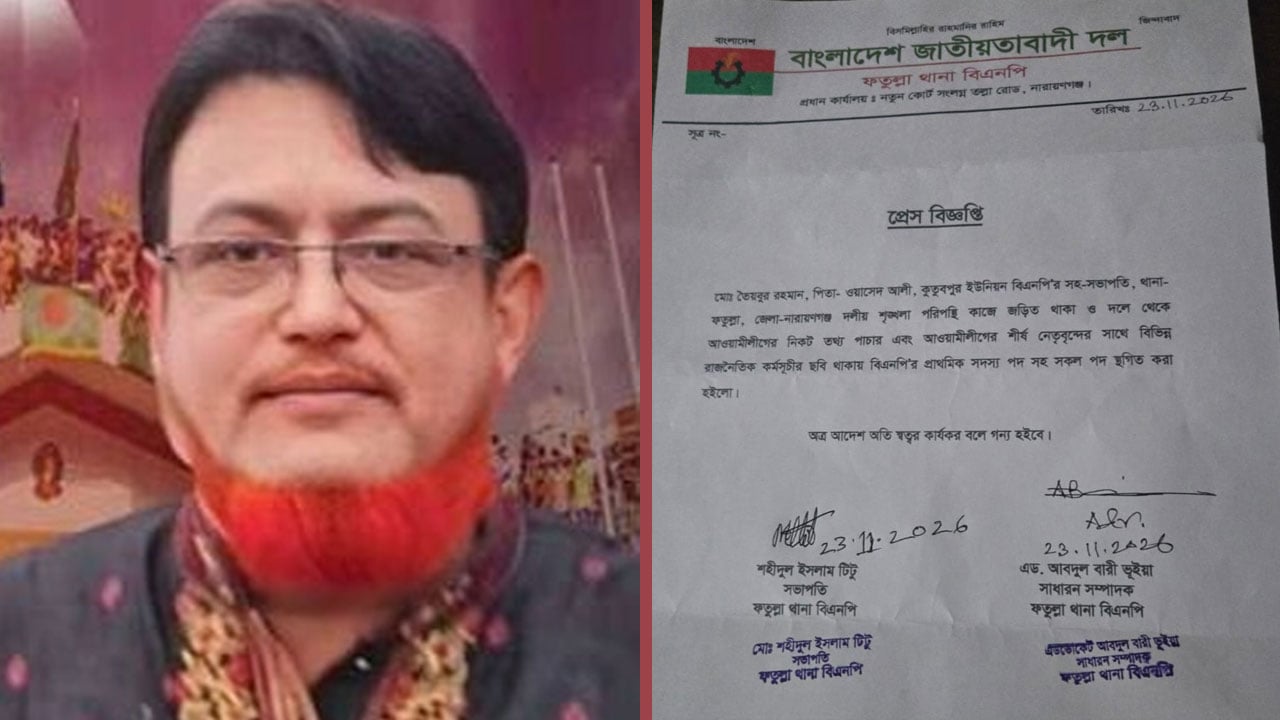 বিসমিল্লাহির রাহমানির রাহিম
জিন্দাবাদ
বাংলাদেশ
বাংলাদেশ জাতীয়তাবাদী দল
ফতুল্লা থানা বিএনপি
প্রধান কার্যালয় ঃ নতুন কোর্ট সংলগ্ন তল্লা রোড, নারায়ণগঞ্জ।
তারিখঃ 23.11.2026
সূত্র নং-
প্রেস বিজ্ঞপ্তি
মোঃ তৈয়বুর রহমান, পিতা- ওয়াসেদ আলী, কুতুবপুর ইউনিয়ন বিএনপি'র সহ-সভাপতি, থানা-
ফতুল্লা, জেলা-নারায়ণগঞ্জ দলীয় শৃঙ্খলা পরিপন্থি কাজে জড়িত থাকা ও দলে থেকে
আওয়ামীলীগের নিকট তথ্য পাচার এবং আওয়ামীলীগের শীর্ষ নেতৃবৃন্দের সাথে বিভিন্ন
রাজনৈতিক কর্মসূচীর ছবি থাকায় বিএনপি'র প্রাথমিক সদস্য পদ সহ সকল পদ স্থগিত করা
হইলো।
অত্র আদেশ অতি স্বত্বর কার্যকর বলে গন্য হইবে।
23.11.2026
শহীদুল ইসলাম টিটু
সভাপতি
ফতুল্লা থানা বিএনপি
মোঃ শহীদুল ইসলাম টিটু
সভাপতি
ফতুল্লা থানা বিএনপি
23.11.2026
এড. আবদুল বারী ভূইয়া
সাধারন সম্পাদক
ফতুল্লা থানা বিএনপি
এডভোকেট আবদুল বারী ভূইয়া
সাধারন সম্পাদক
ফতুল্লা থানা বিএনপি